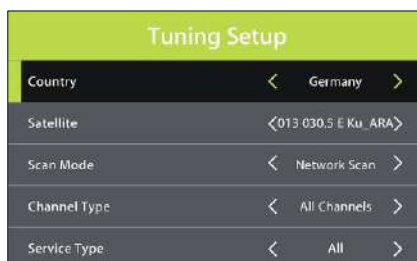 Tuning Setup
Country < Germany >
Satellite <013 030.5 E Ku_ARA>
Scan Mode < Network Scan >
Channel Type < All Channels >
Service Type < All >